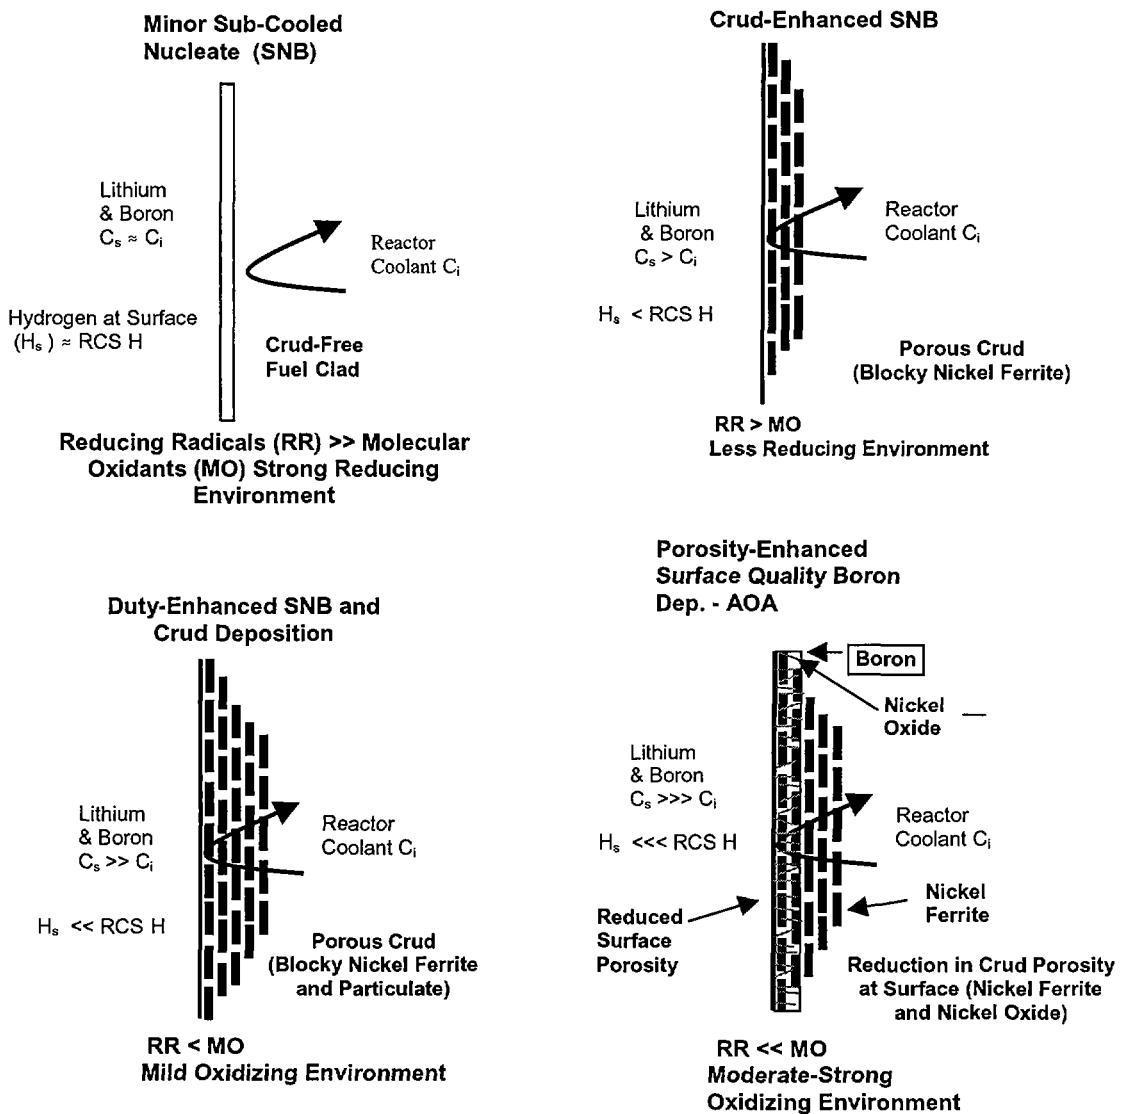 Minor Sub-Cooled
Nucleate (SNB)
Lithium
& Boron
Cs ≈ Ci
Reactor
Coolant Ci
Hydrogen at Surface
(Hs ) ≈ RCS H
Crud-Free
Fuel Clad
Reducing Radicals (RR) >> Molecular
Oxidants (MO) Strong Reducing
Environment
Crud-Enhanced SNB
Lithium
& Boron
Cs > Ci
Reactor
Coolant Ci
Hs < RCS H
Porous Crud
(Blocky Nickel Ferrite)
RR > MO
Less Reducing Environment
Duty-Enhanced SNB and
Crud Deposition
Lithium
& Boron
Cs >> Ci
Reactor
Coolant Ci
Hs << RCS H
Porous Crud
(Blocky Nickel Ferrite
and Particulate)
RR < MO
Mild Oxidizing Environment
Porosity-Enhanced
Surface Quality Boron
Dep. - AOA
Boron
Nickel
Oxide
Lithium
& Boron
Cs >>> Ci
Hs <<< RCS H
Reactor
Coolant Ci
Reduced
Surface
Porosity
Nickel
Ferrite
Reduction in Crud Porosity
at Surface (Nickel Ferrite
and Nickel Oxide)
RR << MO
Moderate-Strong
Oxidizing Environment